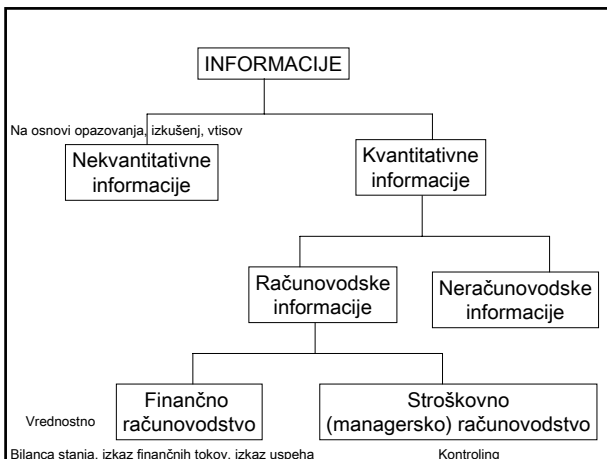 INFORMACIJE
Na osnovi opazovanja, izkušenj, vtisov
Nekvantitativne
informacije
Kvantitativne
informacije
Računovodske
informacije
Neračunovodske
informacije
Finančno
računovodstvo
Stroškovno
(managersko) računovodstvo
Vrednostno
Bilanca stanja, izkaz finančnih tokov, izkaz uspeha
Kontroling